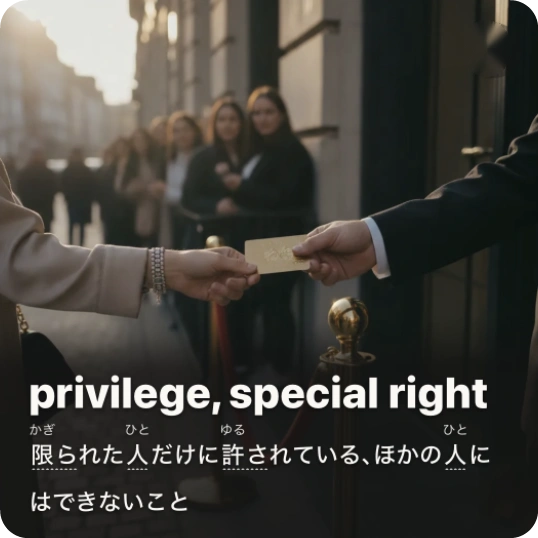 privilege, special right
かぎ ひと ゆる ひと
限られた人だけに許されている、ほかの人に
はできないこと